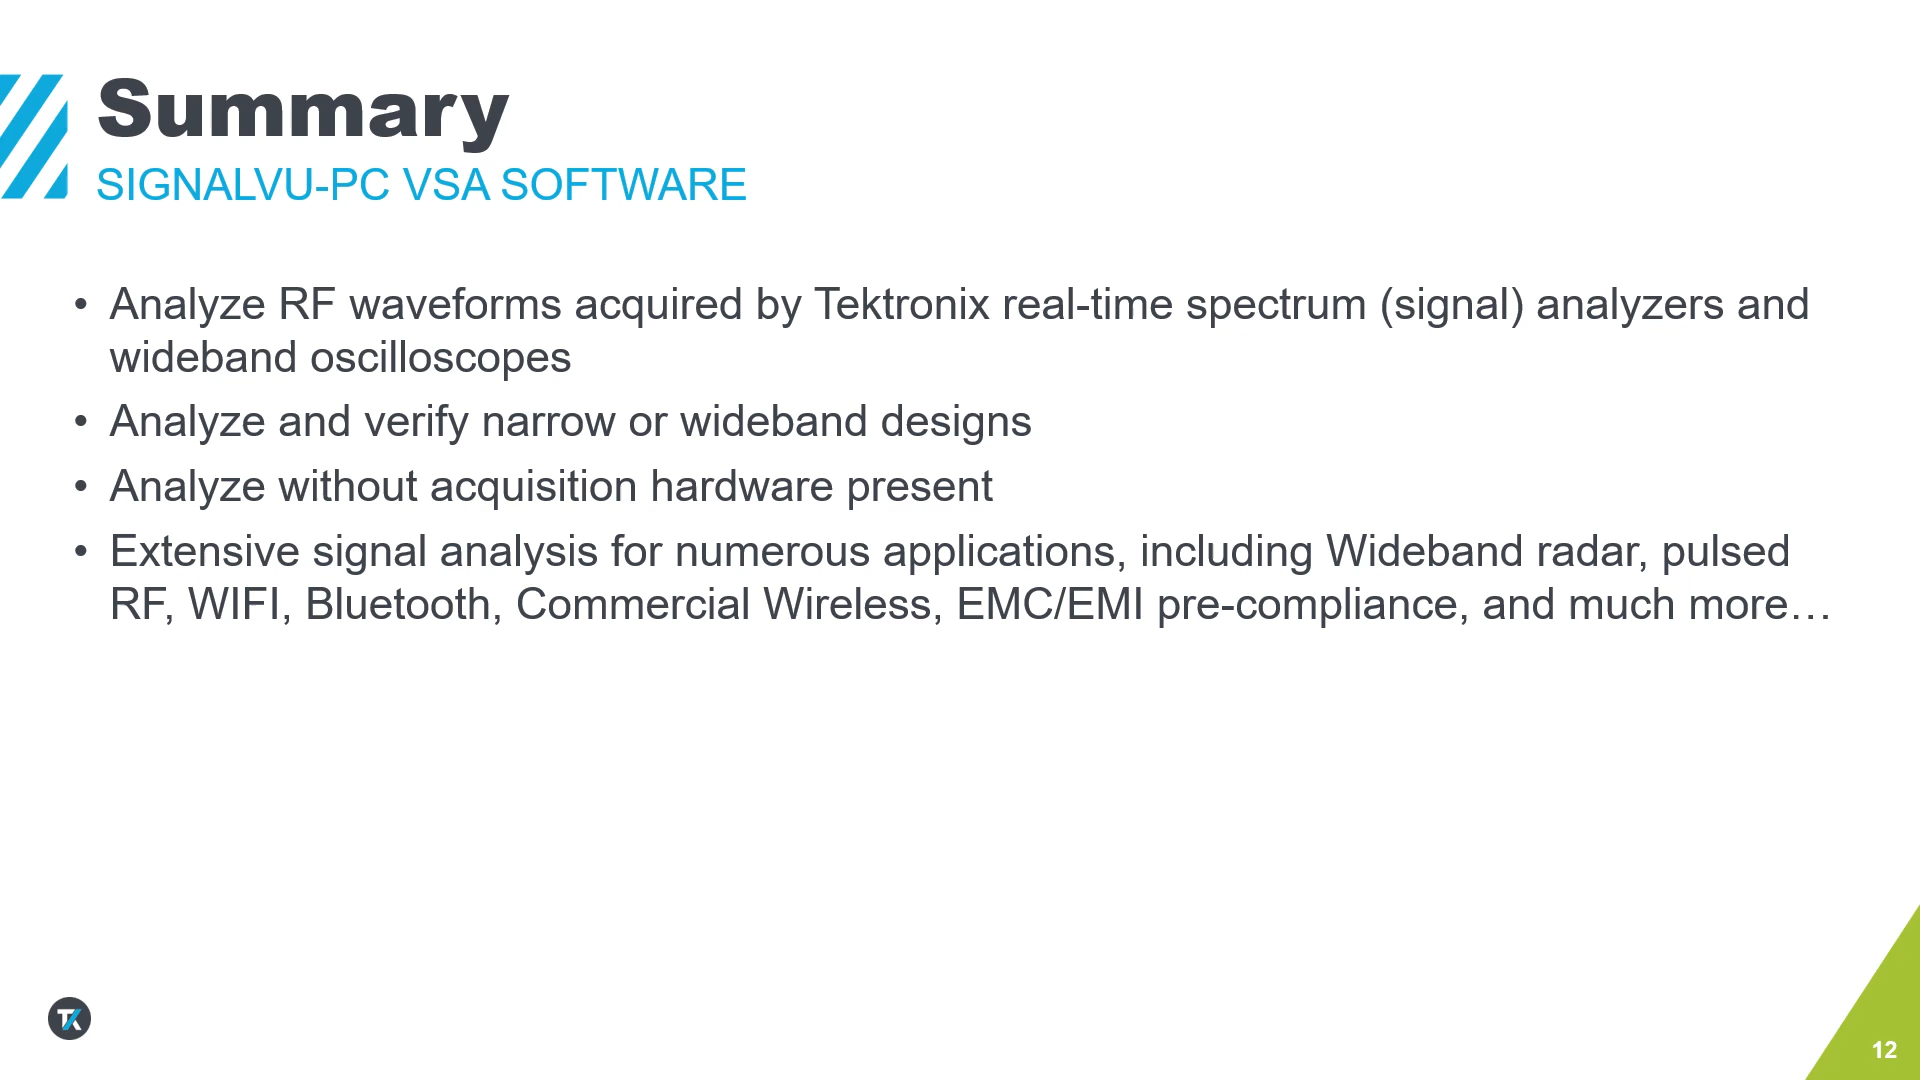 Summary
SIGNALVU-PC VSA SOFTWARE
• Analyze RF waveforms acquired by Tektronix real-time spectrum (signal) analyzers and
wideband oscilloscopes
• Analyze and verify narrow or wideband designs
• Analyze without acquisition hardware present
• Extensive signal analysis for numerous applications, including Wideband radar, pulsed
RF, WIFI, Bluetooth, Commercial Wireless, EMC/EMI pre-compliance, and much more…
TK
12